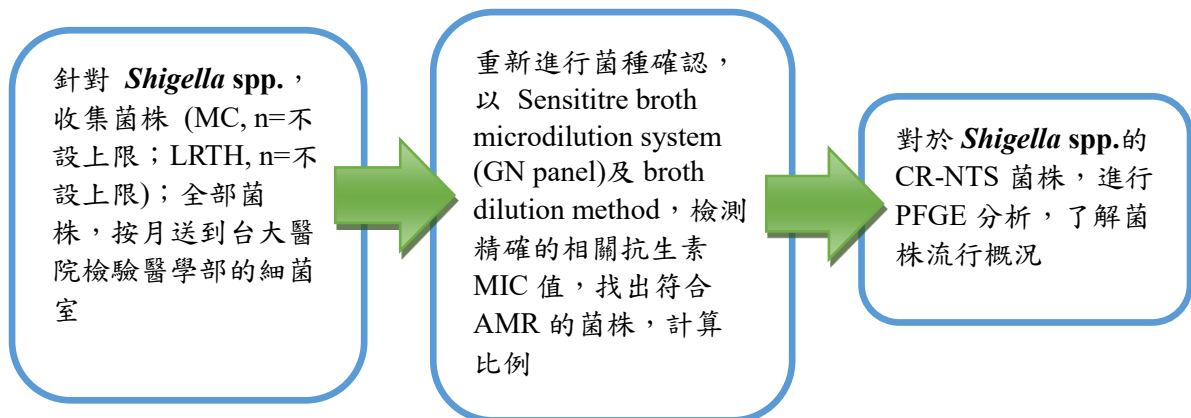 針對 Shigella spp.，
收集菌株 (MC, n=不
設上限；LRTH, n=不
設上限)；全部菌
株，按月送到台大醫
院檢驗醫學部的細菌
室
重新進行菌種確認，
以 Sensititre broth
microdilution system
(GN panel)及 broth
dilution method，檢測
精確的相關抗生素
MIC 值，找出符合
AMR 的菌株，計算
比例
對於 Shigella spp.的
CR-NTS 菌株，進行
PFGE 分析，了解菌
株流行概況